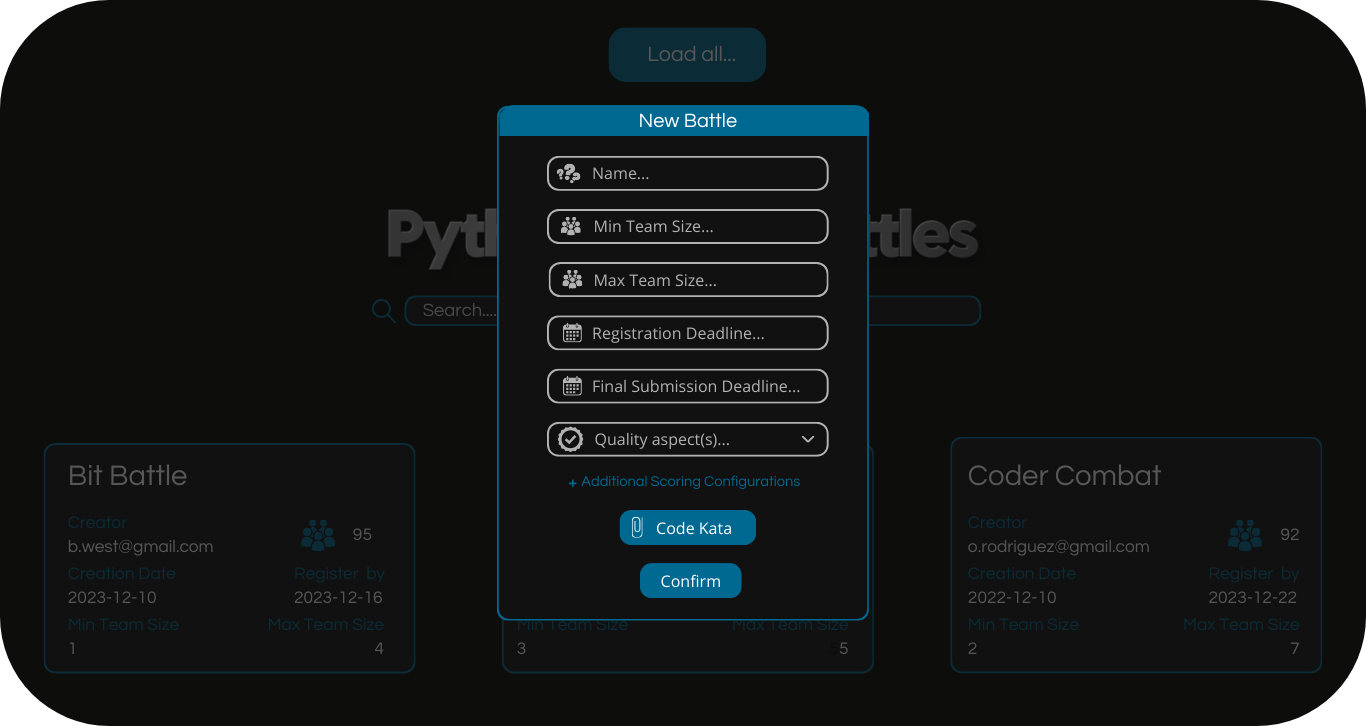 Load all...
New Battle
Name...
Min Team Size...
Max Team Size...
Search....
Registration Deadline...
Final Submission Deadline...
Quality aspect(s)...
+ Additional Scoring Configurations
Code Kata
Confirm
Bit Battle
Creator
95
b.west@gmail.com
Creation Date Register by
2023-12-10 2023-12-16
Min Team Size Max Team Size
1 4
Min Team Size Max Team Size
3 5
Coder Combat
Creator
92
o.rodriguez@gmail.com
Creation Date Register by
2022-12-10 2023-12-22
Min Team Size Max Team Size
2 7